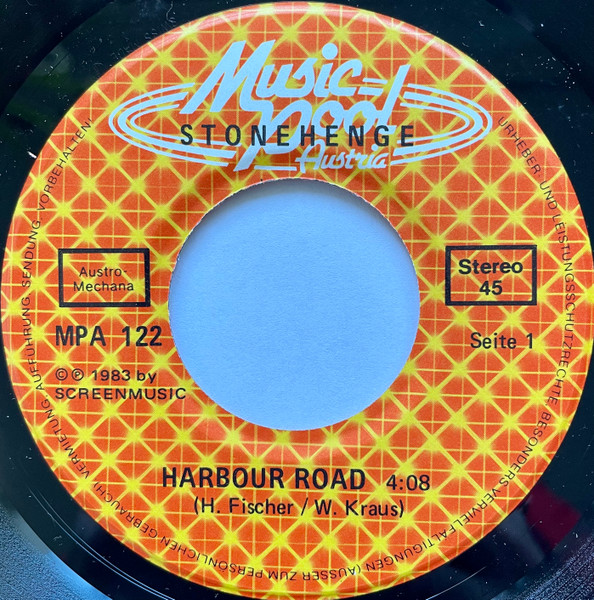 Music-
Pool
STONEHENGE
Austria
Austro-
Mechana
Stereo
45
MPA 122
Seite 1
©℗ 1983 by
SCREENMUSIC
HARBOUR ROAD 4:08
(H. Fischer / W. Kraus)
URHEBER- UND LEISTUNGSSCHUTZRECHTE, BESONDERS VERVIELFÄLTIGUNGEN (AUSSER ZUM PERSÖNLICHEN GEBRAUCH) VERMIETUNG, AUFFÜHRUNG, SENDUNG, VORBEHALTEN!